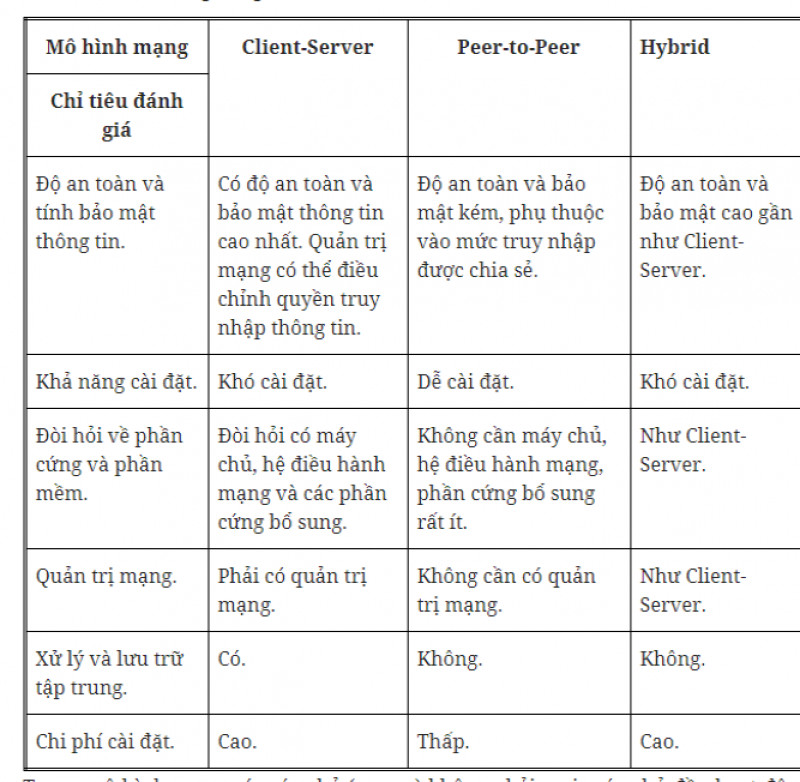 Mô hình mạng
Client-Server
Peer-to-Peer
Hybrid
Chỉ tiêu đánh
giá
Độ an toàn và
tính bảo mật
thông tin.
Có độ an toàn và
bảo mật thông tin
cao nhất. Quản trị
mạng có thể điều
chỉnh quyền truy
nhập thông tin.
Độ an toàn và bảo
mật kém, phụ thuộc
vào mức truy nhập
được chia sẻ.
Độ an toàn và
bảo mật cao gần
như Client-
Server.
Khả năng cài đặt.
Khó cài đặt.
Dễ cài đặt.
Khó cài đặt.
Đòi hỏi về phần
cứng và phần
mềm.
Đòi hỏi có máy
chủ, hệ điều hành
mạng và các phần
cứng bổ sung.
Không cần máy chủ,
hệ điều hành mạng,
phần cứng bổ sung
rất ít.
Như Client-
Server.
Quản trị mạng.
Phải có quản trị
mạng.
Không cần có quản
trị mạng.
Như Client-
Server.
Xử lý và lưu trữ
tập trung.
Có.
Không.
Không.
Chi phí cài đặt.
Cao.
Thấp.
Cao.